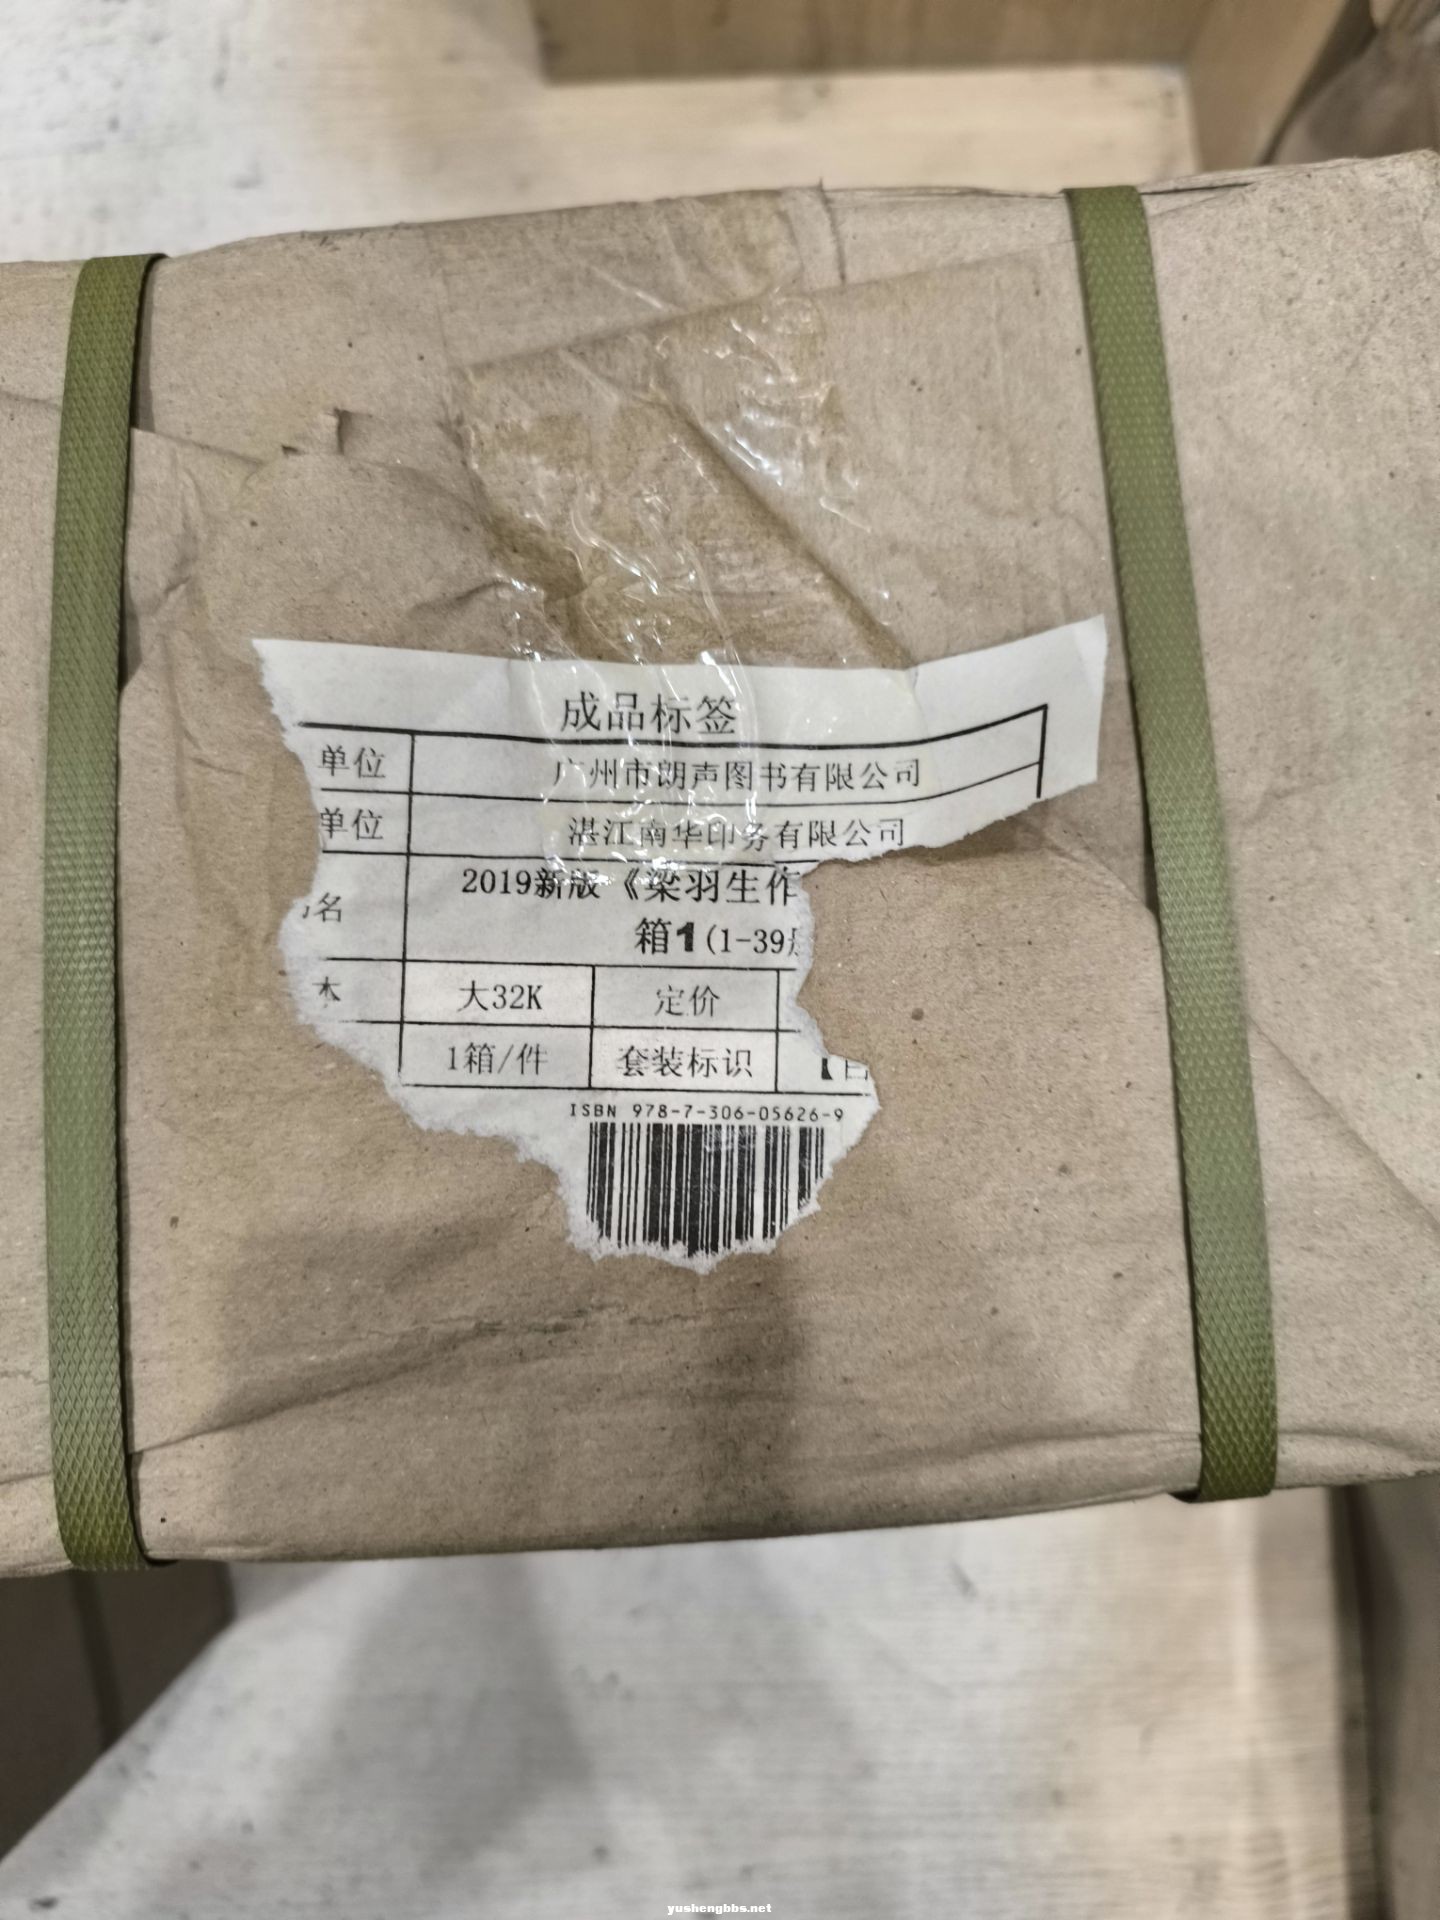 成品标签
单位 广州市朗声图书有限公司
单位 湛江南华印务有限公司
名 2019新版《梁羽生作
箱1(1-39
本 大32K 定价
1箱/件 套装标识 【
ISBN 978-7-306-05626-9
yushengbbs.net